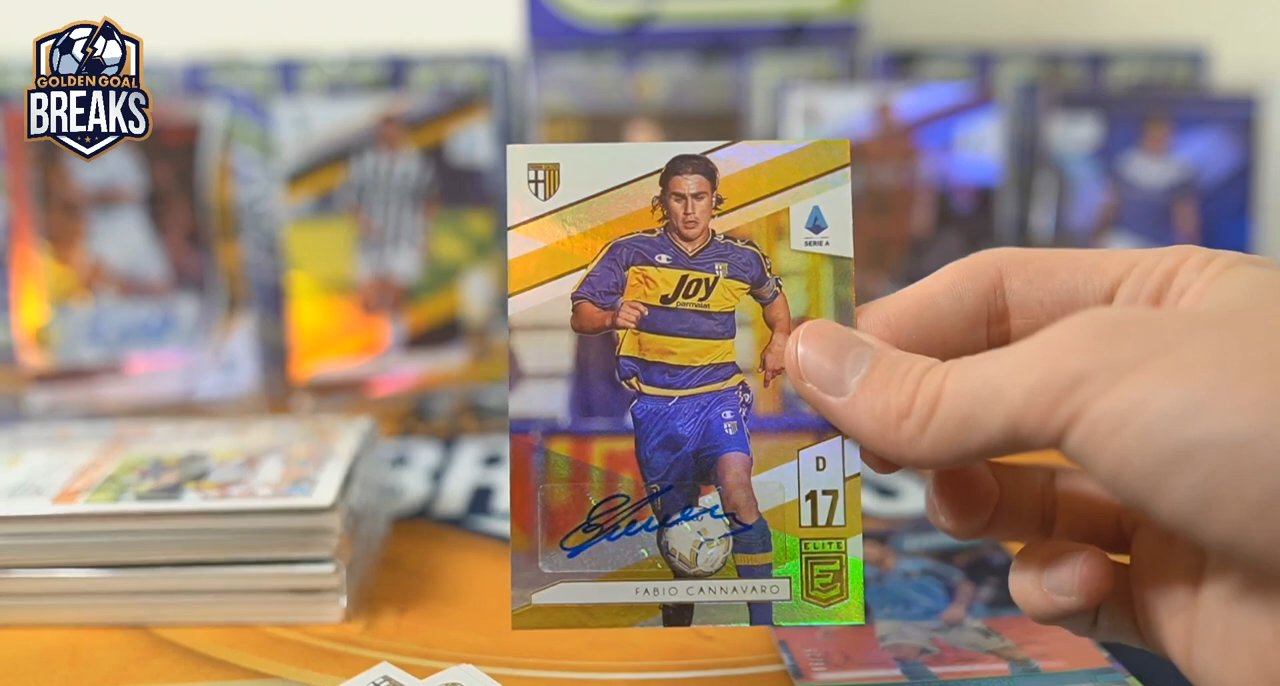 GOLDEN GOAL
BREAKS
SERIE A
Joy
parmalat
D
17
ELITE
E
FABIO CANNAVARO